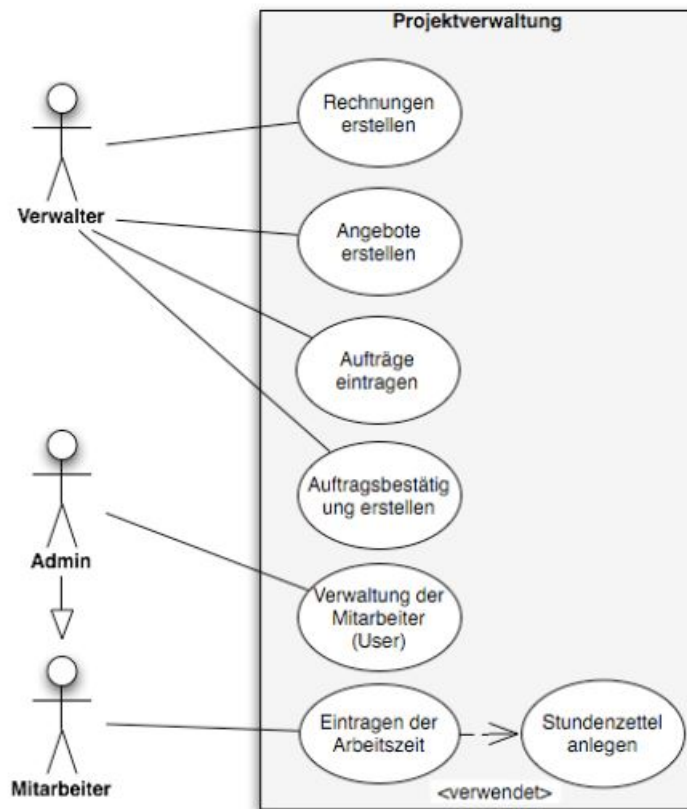 Projektverwaltung
Rechnungen
erstellen
Verwalter
Angebote
erstellen
Aufträge
eintragen
Auftragsbestätig
ung erstellen
Admin
Verwaltung der
Mitarbeiter
(User)
Mitarbeiter
Eintragen der
Arbeitszeit
Stundenzettel
anlegen
<verwendet>